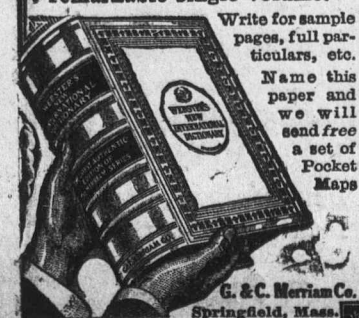 Write for sample
pages, full par-
ticulars, etc.
Name this
paper and
we will
send free
a set of
Pocket
Maps
WEBSTER'S
NEW
INTERNATIONAL
DICTIONARY
WEBSTER'S
NEW
INTERNATIONAL
DICTIONARY
G. & C. Merriam Co.
Springfield, Mass.